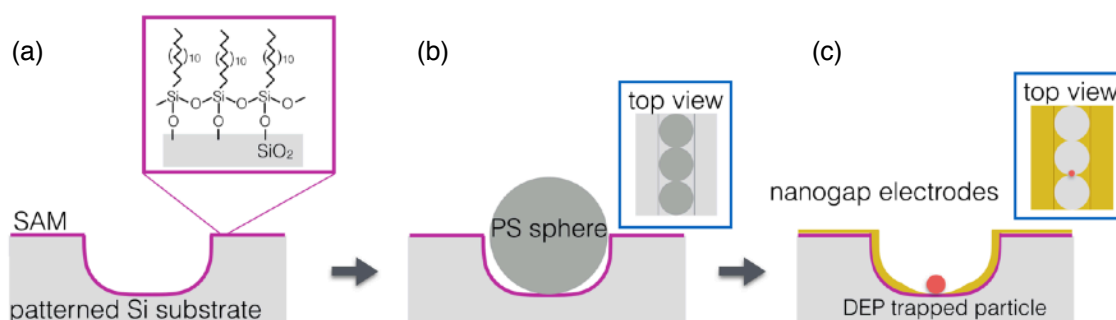 (a)
( )10 ( )10 ( )10
Si O Si O Si O
O O O
SiO2
SAM
patterned Si substrate
(b)
top view
PS sphere
(c)
top view
nanogap electrodes
DEP trapped particle